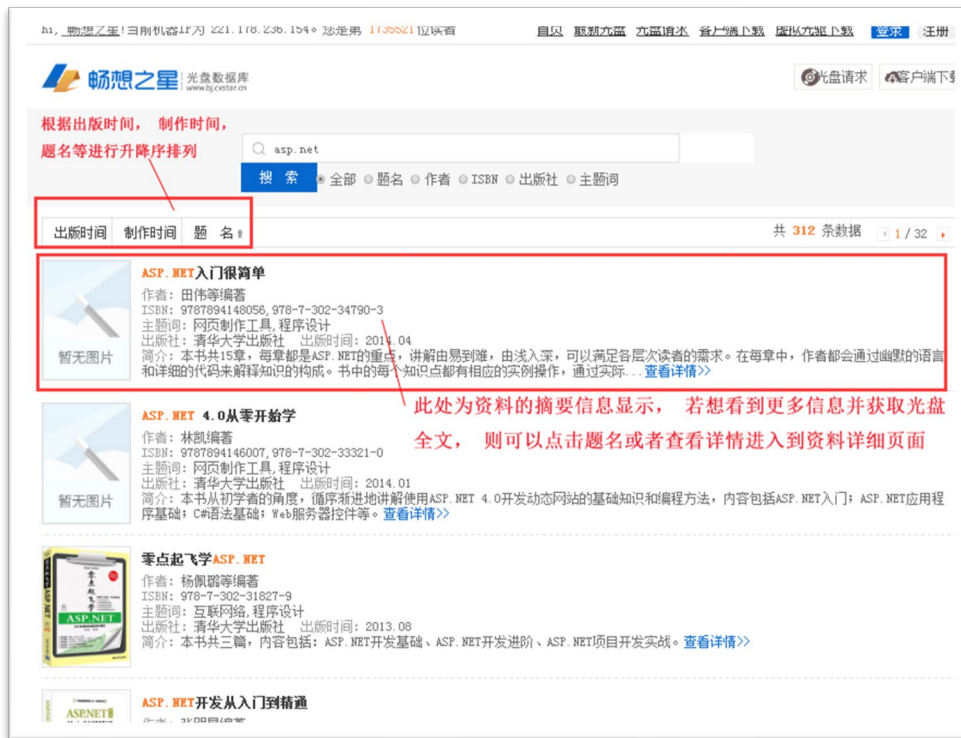 hi, 畅想之星!当前机器IP为 221.178.236.154。您是第 1735521 位读者 首页 最新光盘 光盘请求 客户端下载 虚拟光驱下载 登录 注册
畅想之星 光盘数据库
www.bj.cxstar.cn
光盘请求 客户端下载
根据出版时间, 制作时间,
题名等进行升降序排列
asp.net
搜 索 全部 题名 作者 ISBN 出版社 主题词
出版时间 制作时间 题 名 共 312 条数据 1 / 32
ASP.NET入门很简单
作者: 田伟等编著
ISBN: 9787894148056,978-7-302-34790-3
主题词: 网页制作工具,程序设计
出版社: 清华大学出版社 出版时间: 2014.04
简介: 本书共15章, 每章都是ASP.NET的重点, 讲解由易到难, 由浅入深, 可以满足各层次读者的需求。在每章中, 作者都会通过幽默的语言
和详细的代码来解释知识的构成。书中的每个知识点都有相应的实例操作, 通过实际...查看详情>>
暂无图片
此处为资料的摘要信息显示, 若想看到更多信息并获取光盘
全文, 则可以点击题名或者查看详情进入到资料详细页面
ASP.NET 4.0从零开始学
作者: 林凯编著
ISBN: 9787894146007,978-7-302-33321-0
主题词: 网页制作工具,程序设计
出版社: 清华大学出版社 出版时间: 2014.01
简介: 本书从初学者的角度, 循序渐进地讲解使用ASP.NET 4.0开发动态网站的基础知识和编程方法, 内容包括ASP.NET入门; ASP.NET应用程
序基础; C#语法基础; Web服务器控件等。查看详情>>
暂无图片
零点起飞学ASP.NET
作者: 杨佩璐等编著
ISBN: 978-7-302-31827-9
主题词: 互联网络,程序设计
出版社: 清华大学出版社 出版时间: 2013.08
简介: 本书共三篇, 内容包括: ASP.NET开发基础、ASP.NET开发进阶、ASP.NET项目开发实战。查看详情>>
零点起飞学
ASP.NET
ASP.NET开发从入门到精通
ASP.NET